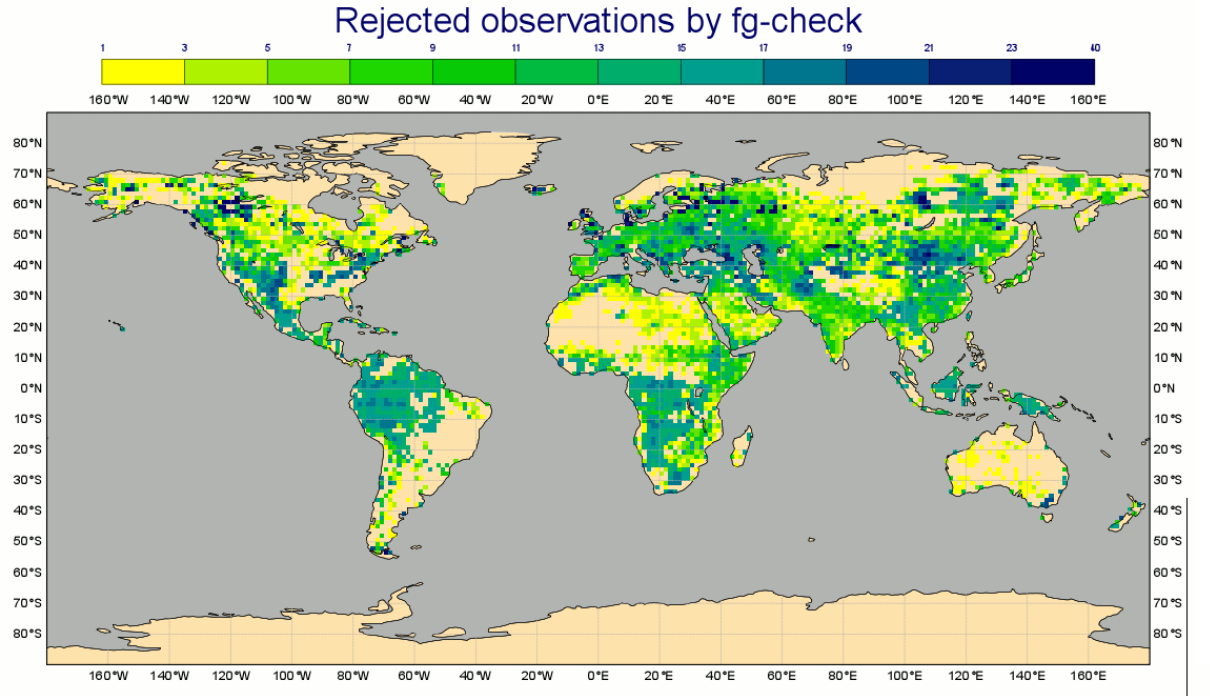 Rejected observations by fg-check
1 3 5 7 9 11 13 15 17 19 21 23 40
160°W 140°W 120°W 100°W 80°W 60°W 40°W 20°W 0°E 20°E 40°E 60°E 80°E 100°E 120°E 140°E 160°E
80°N 80°N
70°N 70°N
60°N 60°N
50°N 50°N
40°N 40°N
30°N 30°N
20°N 20°N
10°N 10°N
0°N 0°N
10°S 10°S
20°S 20°S
30°S 30°S
40°S 40°S
50°S 50°S
60°S 60°S
70°S 70°S
80°S 80°S
160°W 140°W 120°W 100°W 80°W 60°W 40°W 20°W 0°E 20°E 40°E 60°E 80°E 100°E 120°E 140°E 160°E